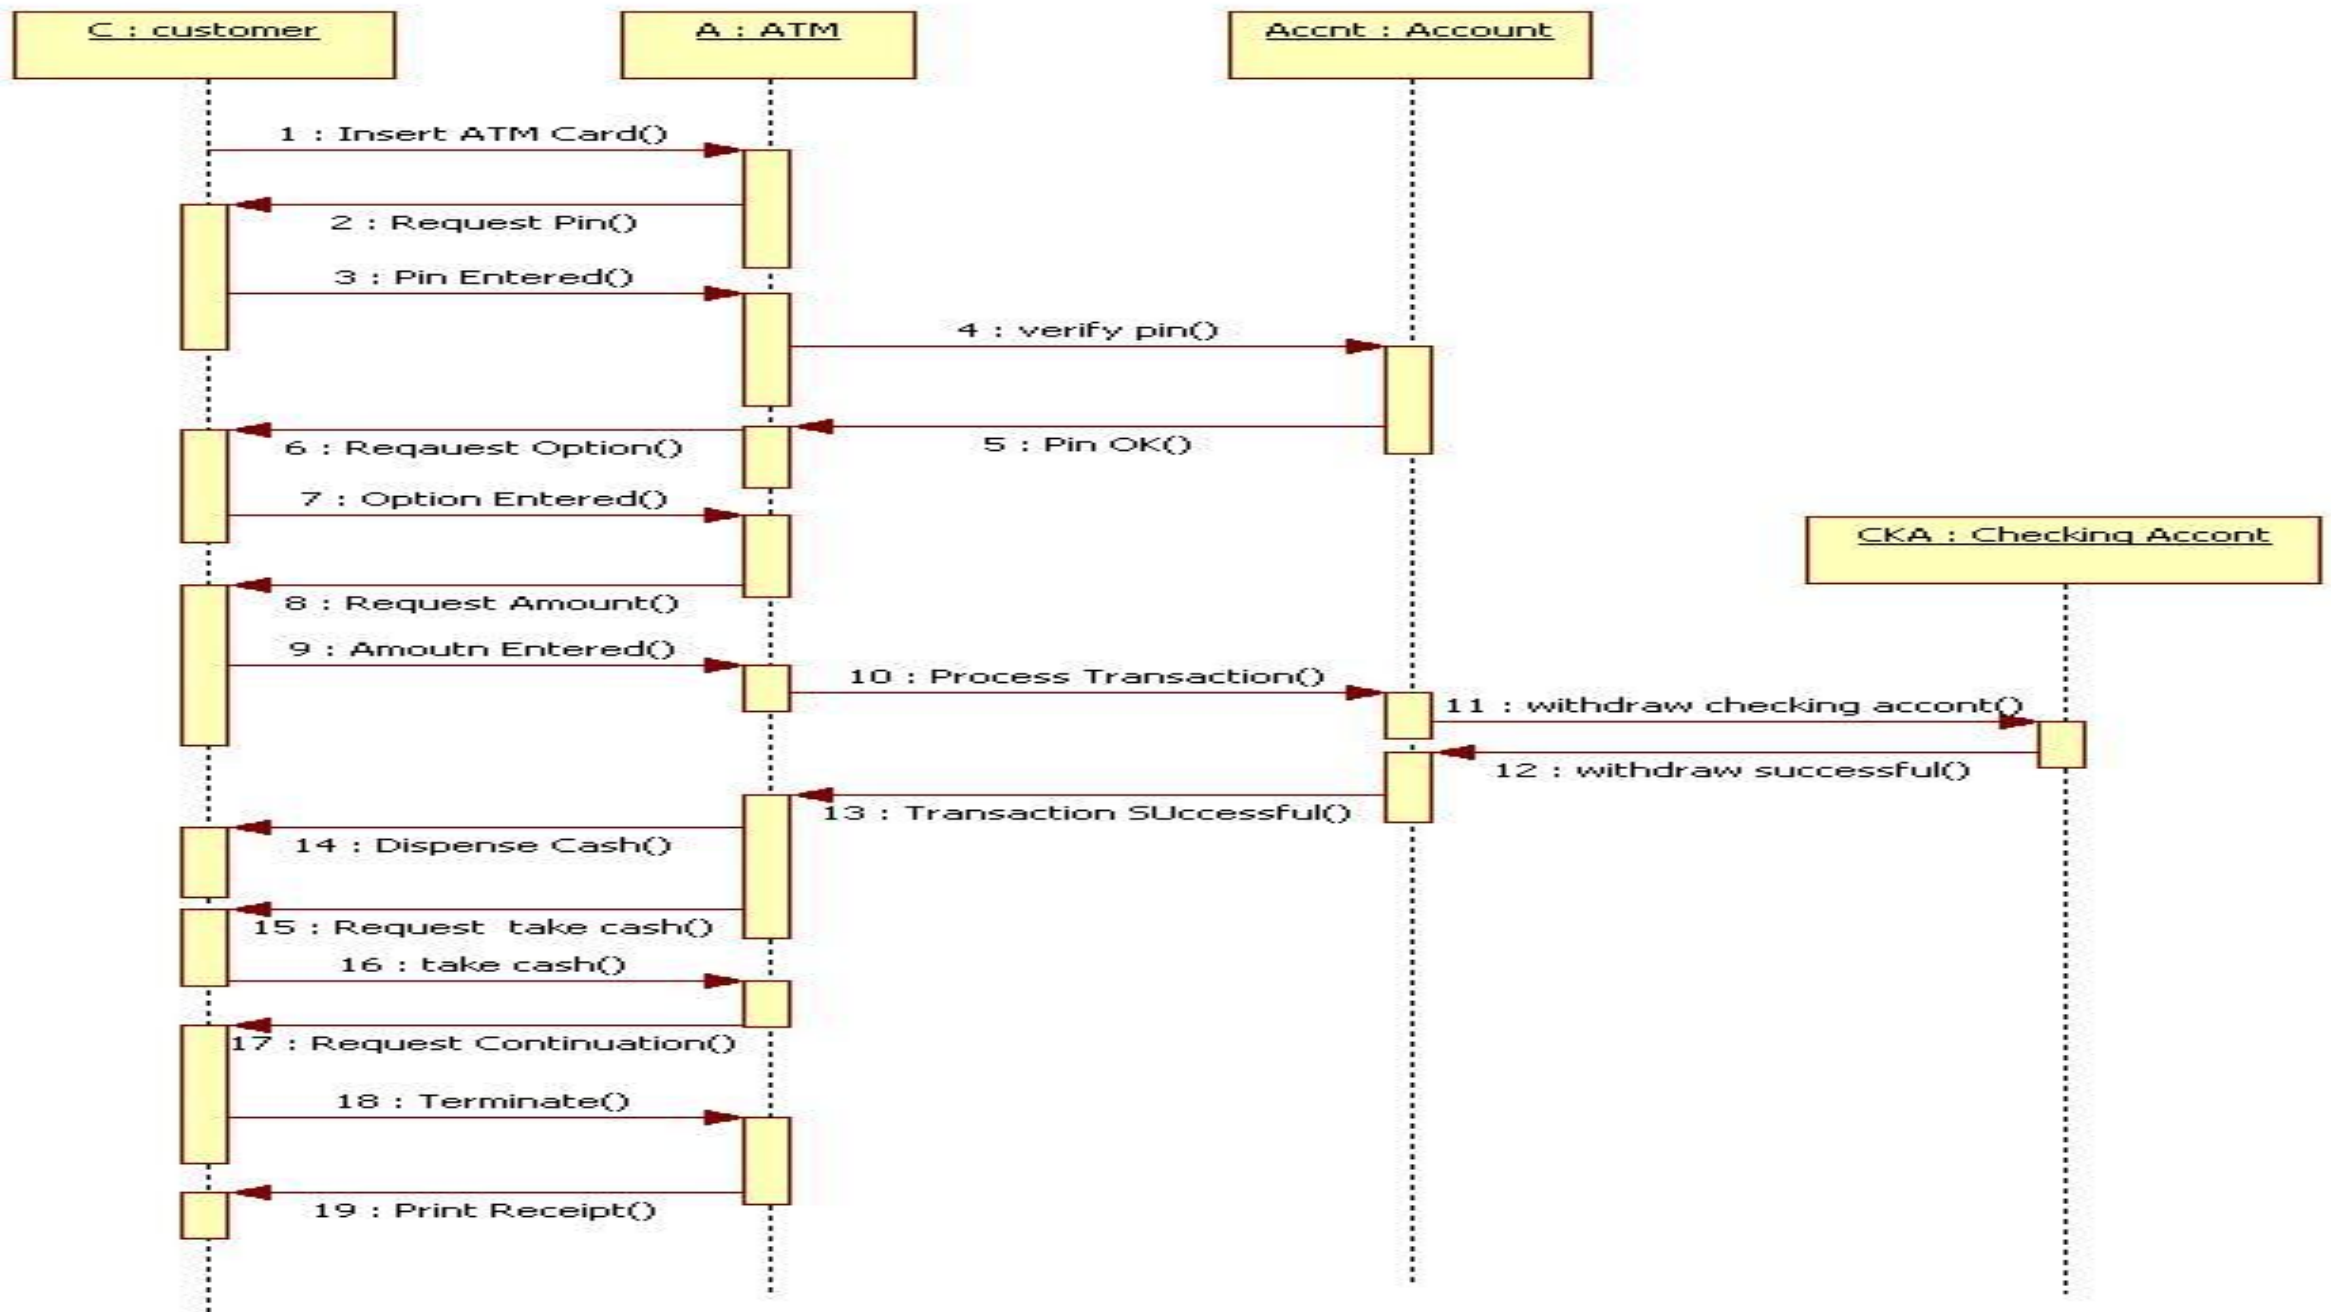 C : customer
A : ATM
Accnt : Account
1 : Insert ATM Card()
2 : Request Pin()
3 : Pin Entered()
4 : verify pin()
5 : Pin OK()
6 : Reqauest Option()
7 : Option Entered()
CKA : Checking Accont
8 : Request Amount()
9 : Amoutn Entered()
10 : Process Transaction()
11 : withdraw checking accont()
12 : withdraw successful()
13 : Transaction SUccessful()
14 : Dispense Cash()
15 : Request  take cash()
16 : take cash()
17 : Request Continuation()
18 : Terminate()
19 : Print Receipt()